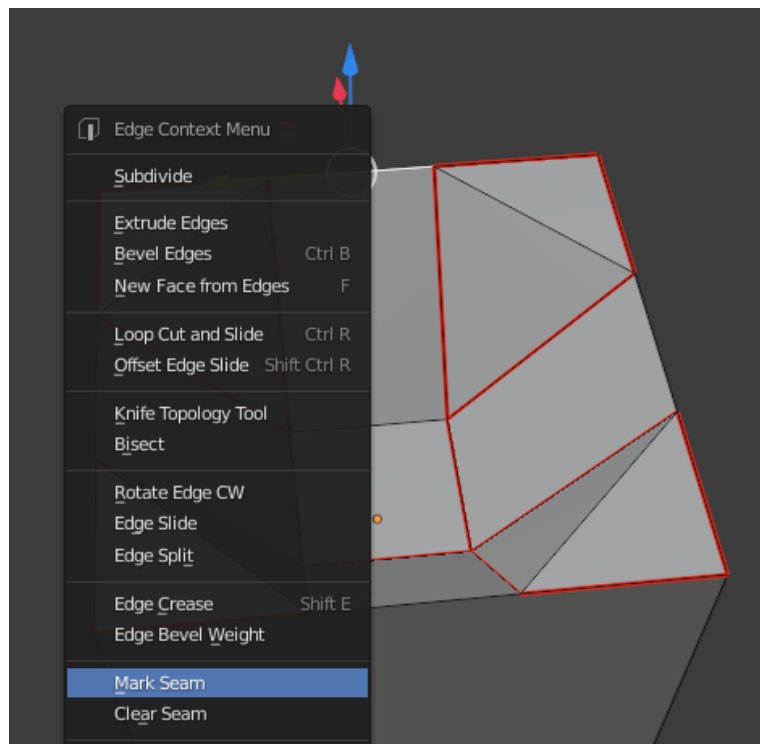 Edge Context Menu
Subdivide
Extrude Edges
Bevel Edges Ctrl B
New Face from Edges F
Loop Cut and Slide Ctrl R
Offset Edge Slide Shift Ctrl R
Knife Topology Tool
Bisect
Rotate Edge CW
Edge Slide
Edge Split
Edge Crease Shift E
Edge Bevel Weight
Mark Seam
Clear Seam